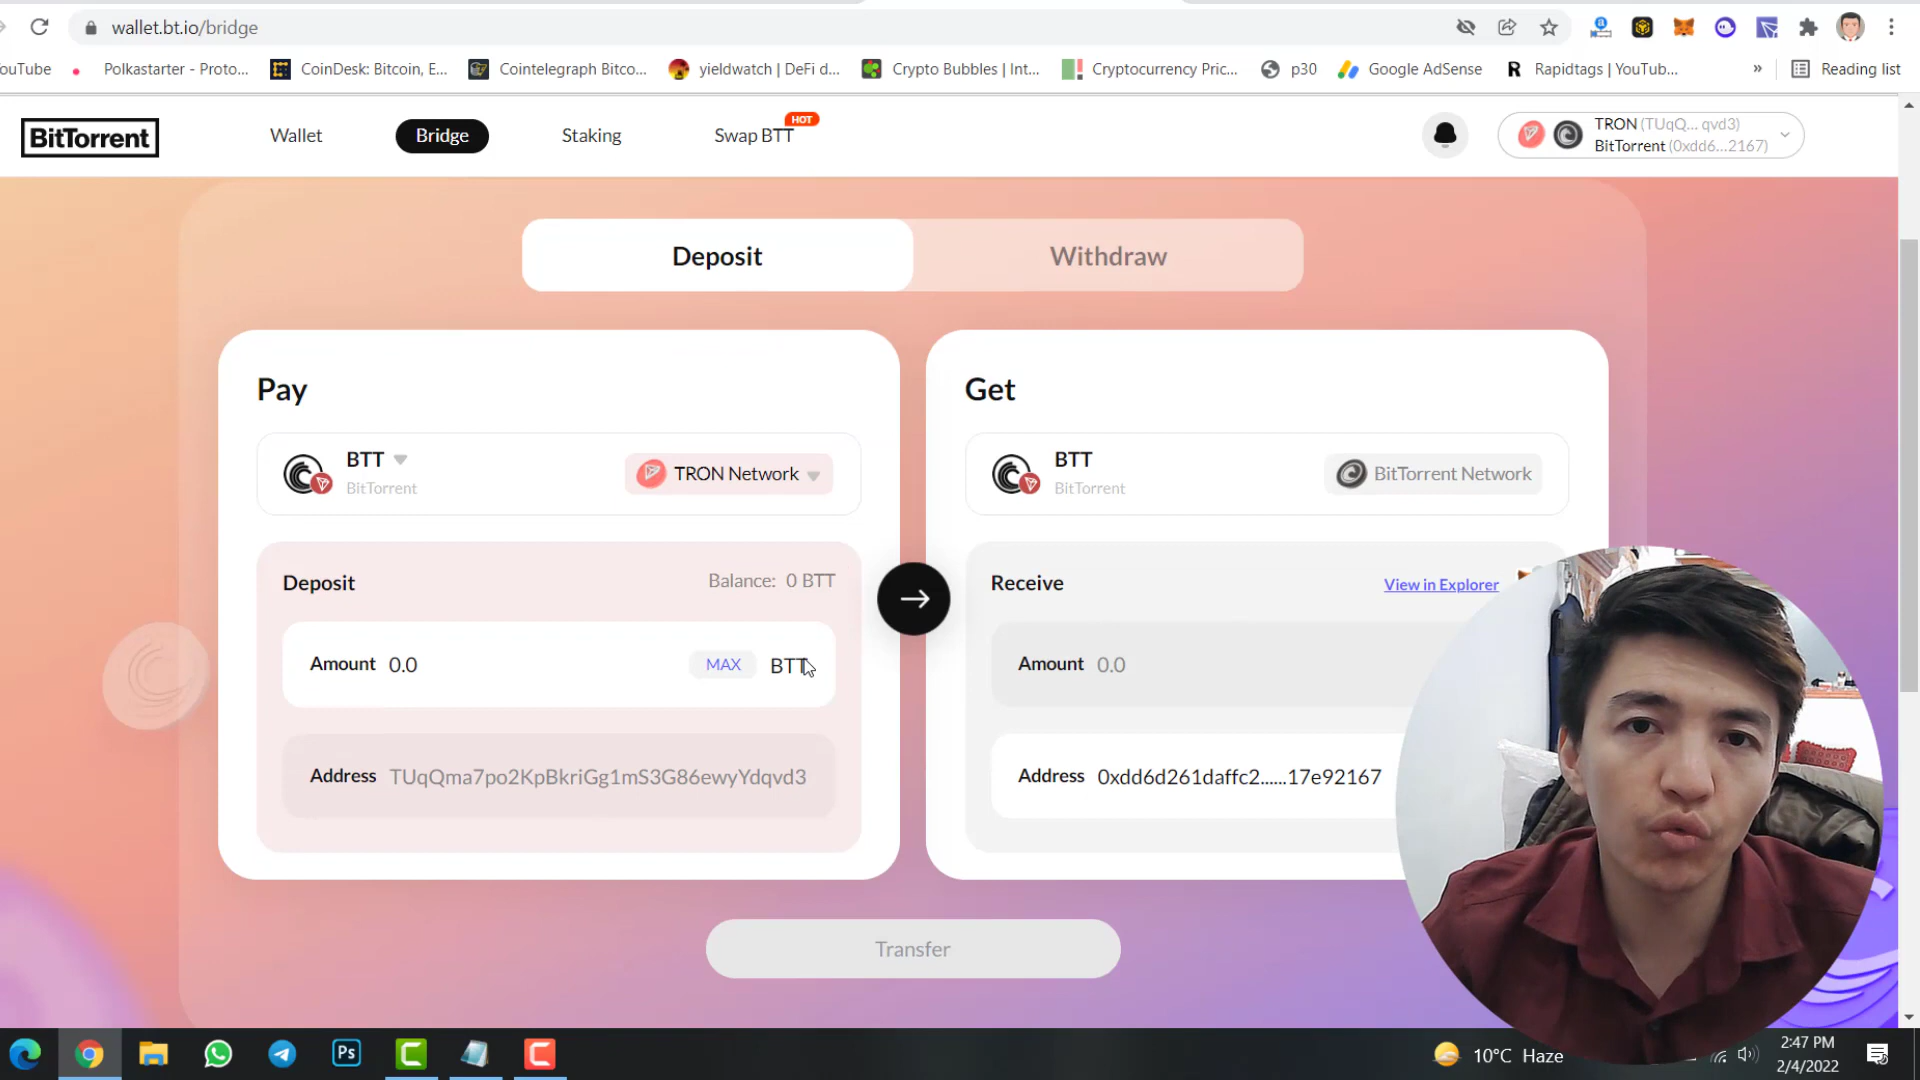 wallet.bt.io/bridge
ouTube
Polkastarter - Proto...
CoinDesk: Bitcoin, E...
Cointelegraph Bitco...
yieldwatch | DeFi d...
Crypto Bubbles | Int...
Cryptocurrency Pric...
p30
Google AdSense
Rapidtags | YouTub...
»
Reading list
BitTorrent
Wallet
Bridge
Staking
Swap BTT
HOT
TRON (TUqQ... qvd3)
BitTorrent (0xdd6...2167)
Deposit
Withdraw
Pay
BTT
BitTorrent
TRON Network
Deposit
Balance: 0 BTT
Amount 0.0
MAX
BTT
Address TUqQma7po2KpBkriGg1mS3G86ewyYdqvd3
Get
BTT
BitTorrent
BitTorrent Network
Receive
View in Explorer
Amount 0.0
Address 0xdd6d261daffc2......17e92167
Transfer
Ps
10°C Haze
2:47 PM
2/4/2022